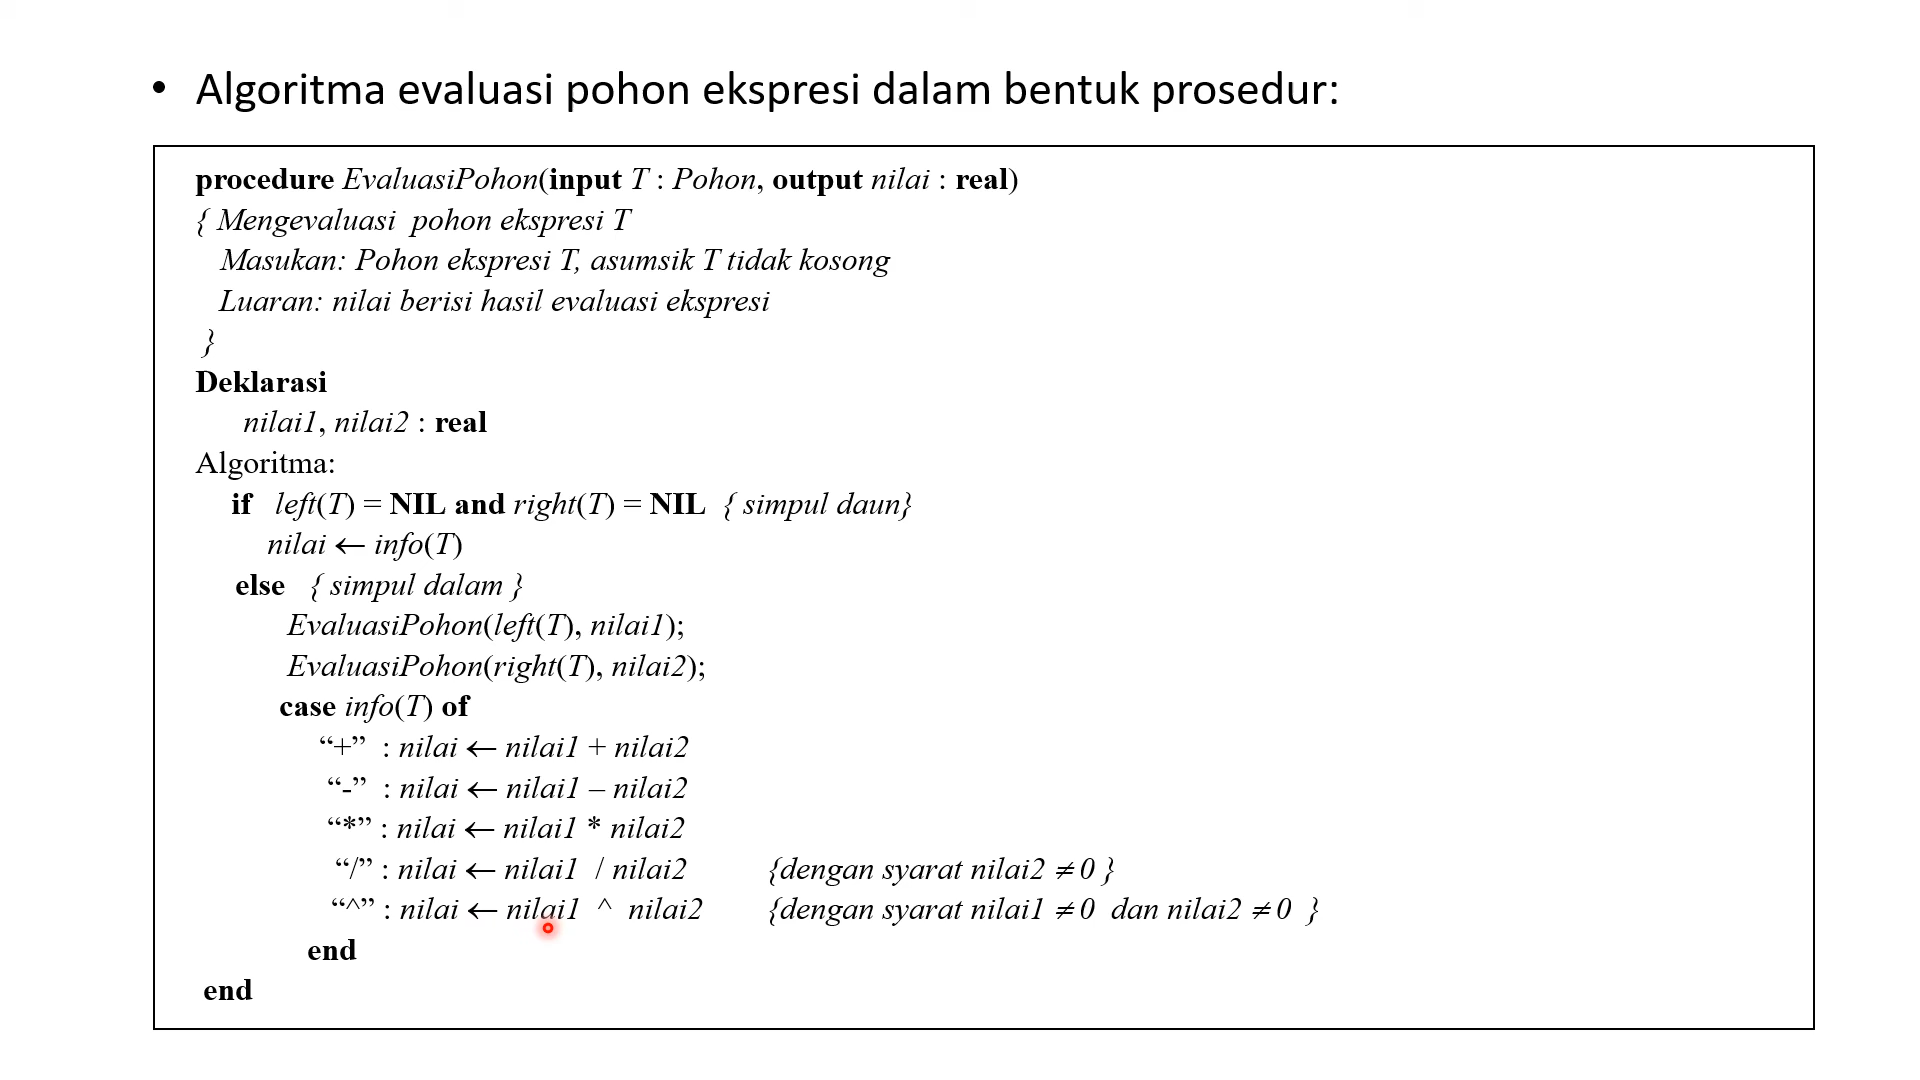 • Algoritma evaluasi pohon ekspresi dalam bentuk prosedur:
procedure EvaluasiPohon(input T : Pohon, output nilai : real)
{ Mengevaluasi pohon ekspresi T
Masukan: Pohon ekspresi T, asumsik T tidak kosong
Luaran: nilai berisi hasil evaluasi ekspresi
}
Deklarasi
nilai1, nilai2 : real
Algoritma:
if left(T) = NIL and right(T) = NIL { simpul daun}
nilai ← info(T)
else { simpul dalam }
EvaluasiPohon(left(T), nilai1);
EvaluasiPohon(right(T), nilai2);
case info(T) of
“+” : nilai ← nilai1 + nilai2
“-” : nilai ← nilai1 – nilai2
“*” : nilai ← nilai1 * nilai2
“/” : nilai ← nilai1 / nilai2 {dengan syarat nilai2 ≠ 0 }
“^” : nilai ← nilai1 ^ nilai2 {dengan syarat nilai1 ≠ 0 dan nilai2 ≠ 0 }
end
end